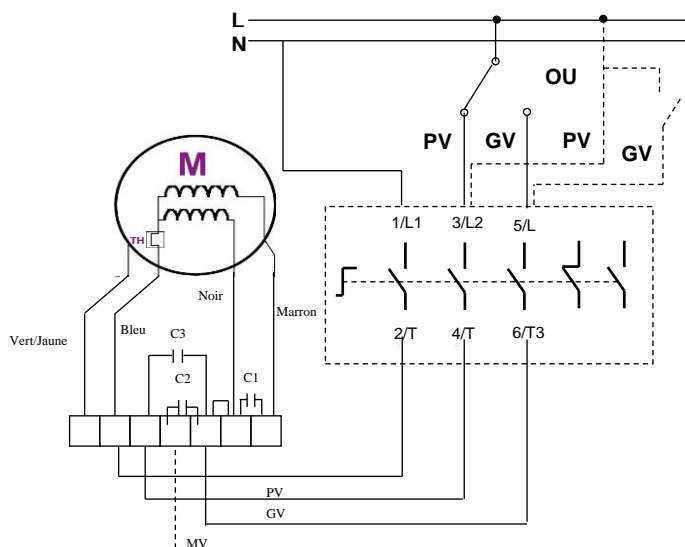 L
N
OU
PV GV PV
GV
M
TH
1/L1 3/L2 5/L
Noir
Marron
Vert/Jaune
Bleu
2/T 4/T 6/T3
C3
C2
C1
PV
GV
MV